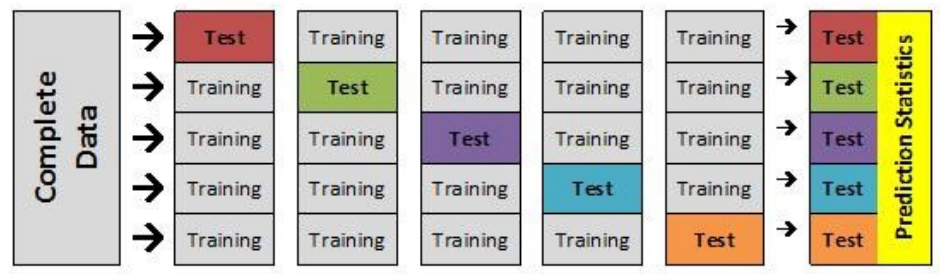 Complete
Data
Test Training Training Training Training Test
Training Test Training Training Training Test
Training Training Test Training Training Test
Training Training Training Test Training Test
Training Training Training Training Test Test
Prediction Statistics